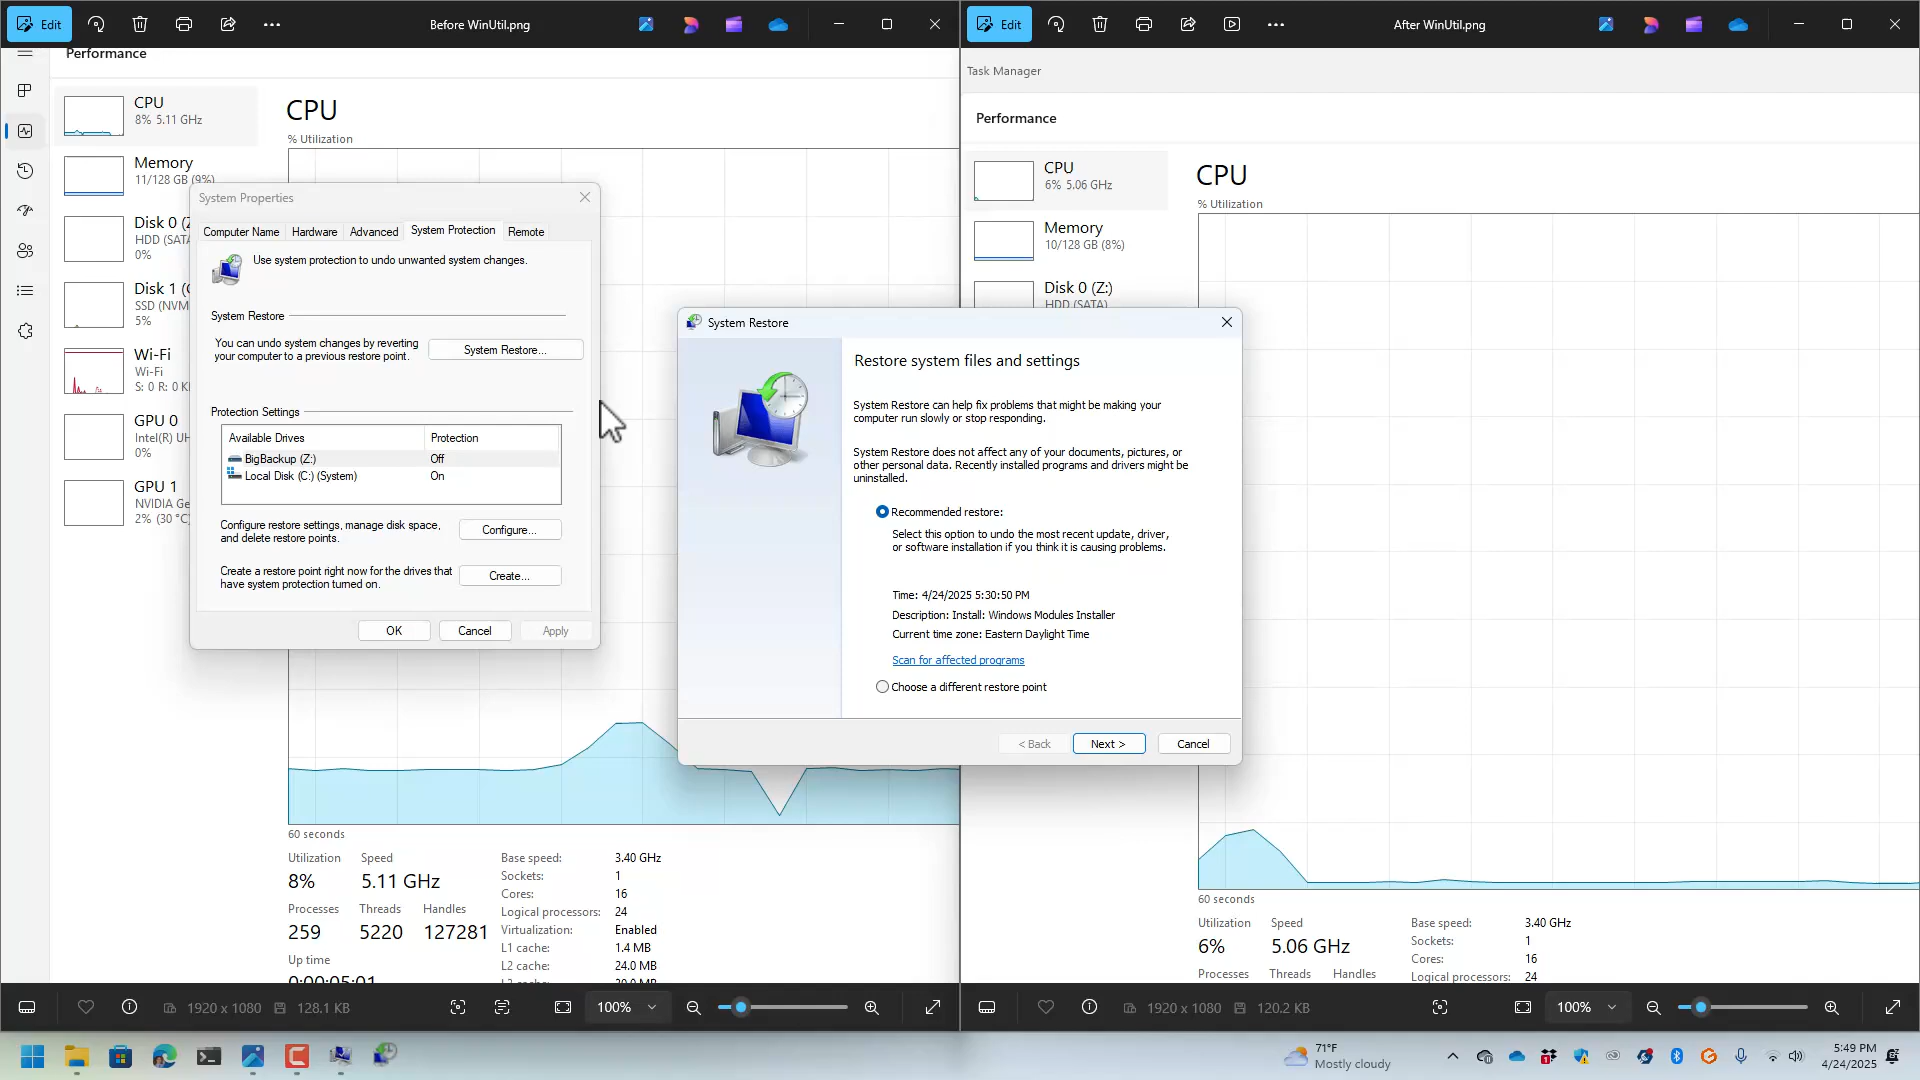 Edit
Before WinUtil.png
Performance
CPU
8% 5.11 GHz
Memory
11/128 GB (9%)
Disk 0 (Z
HDD (SATA
0%
Disk 1 (
SSD (NVM
5%
Wi-Fi
Wi-Fi
GPU 0
Intel(R) UH
0%
GPU 1
NVIDIA Ge
2% (30 °C)
CPU
% Utilization
60 seconds
Utilization Speed
8% 5.11 GHz
Processes Threads Handles
259 5220 127281
Up time
0:00:05:01
Base speed: 3.40 GHz
Sockets: 1
Cores: 16
Logical processors: 24
Virtualization: Enabled
L1 cache: 1.4 MB
L2 cache: 24.0 MB
1920 x 1080
128.1 KB
100%
System Properties
Computer Name Hardware Advanced System Protection Remote
Use system protection to undo unwanted system changes.
System Restore
You can undo system changes by reverting
your computer to a previous restore point.
System Restore...
Protection Settings
Available Drives Protection
BigBackup (Z:) Off
Local Disk (C:) (System) On
Configure restore settings, manage disk space,
and delete restore points.
Configure...
Create a restore point right now for the drives that
have system protection turned on.
Create...
OK Cancel Apply
System Restore
Restore system files and settings
System Restore can help fix problems that might be making your
computer run slowly or stop responding.
System Restore does not affect any of your documents, pictures, or
other personal data. Recently installed programs and drivers might be
uninstalled.
Recommended restore:
Select this option to undo the most recent update, driver,
or software installation if you think it is causing problems.
Time: 4/24/2025 5:30:50 PM
Description: Install: Windows Modules Installer
Current time zone: Eastern Daylight Time
Scan for affected programs
Choose a different restore point
< Back Next > Cancel
Edit
After WinUtil.png
Task Manager
Performance
CPU
6% 5.06 GHz
Memory
10/128 GB (8%)
Disk 0 (Z:)
HDD (SATA)
CPU
% Utilization
60 seconds
Utilization Speed
6% 5.06 GHz
Processes Threads Handles
Base speed: 3.40 GHz
Sockets: 1
Cores: 16
Logical processors: 24
1920 x 1080
120.2 KB
100%
71°F
Mostly cloudy
5:49 PM
4/24/2025